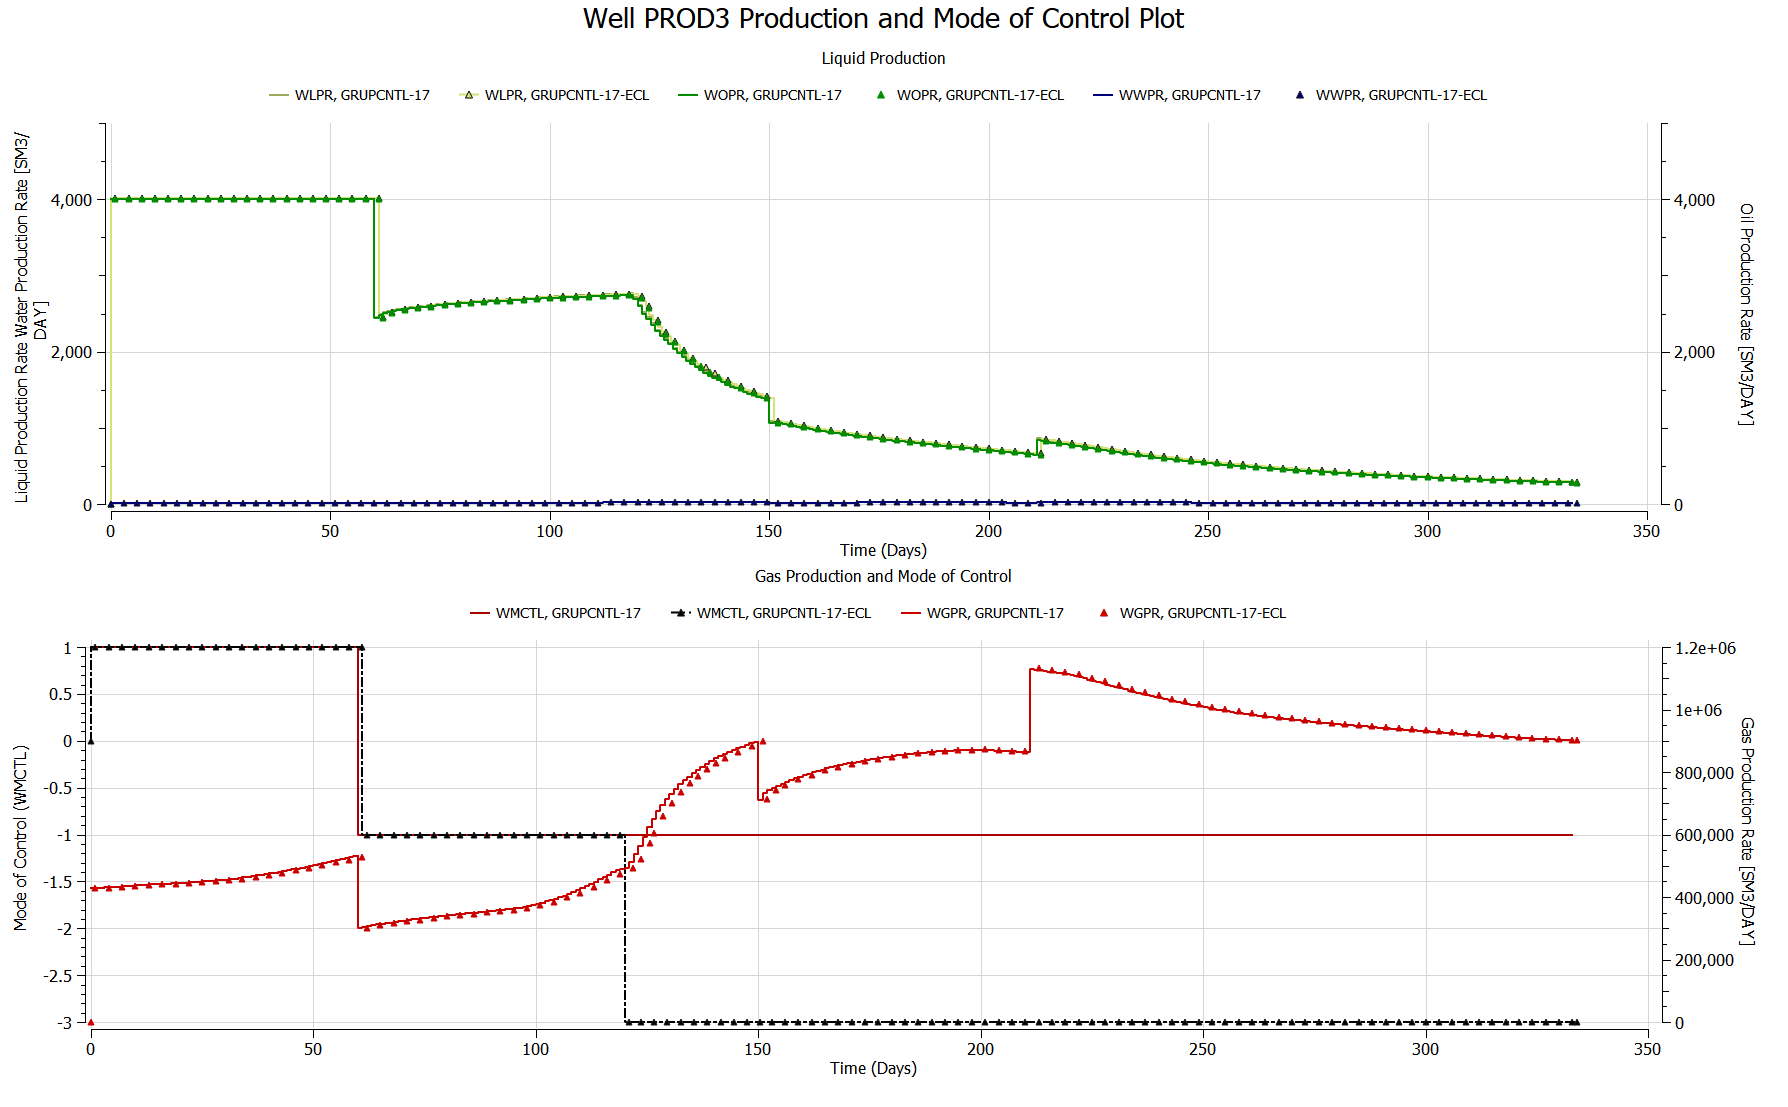 Well PROD3 Production and Mode of Control Plot
Liquid Production
WLPR, GRUPCNTL-17 WLPR, GRUPCNTL-17-ECL WOPR, GRUPCNTL-17 WOPR, GRUPCNTL-17-ECL WWPR, GRUPCNTL-17 WWPR, GRUPCNTL-17-ECL
Liquid Production Rate Water Production Rate [SM3/
DAY]
4,000
2,000
0
4,000
2,000
0
Oil Production Rate [SM3/DAY]
0 50 100 150 200 250 300 350
Time (Days)
Gas Production and Mode of Control
WMCTL, GRUPCNTL-17 WMCTL, GRUPCNTL-17-ECL WGPR, GRUPCNTL-17 WGPR, GRUPCNTL-17-ECL
Mode of Control (WMCTL)
1
0.5
0
-0.5
-1
-1.5
-2
-2.5
-3
1.2e+06
1e+06
800,000
600,000
400,000
200,000
0
Gas Production Rate [SM3/DAY]
0 50 100 150 200 250 300 350
Time (Days)